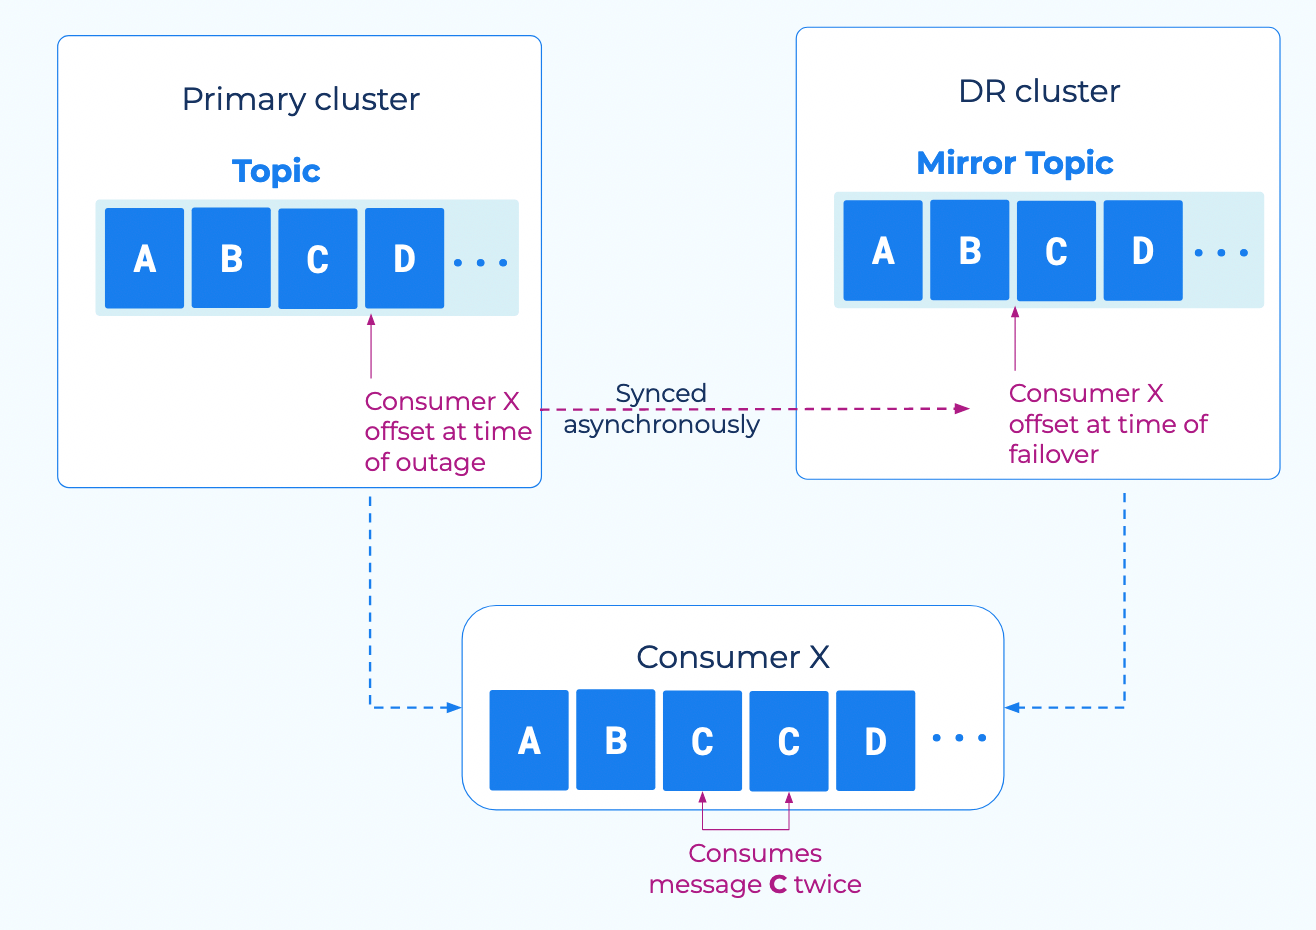 Primary cluster
Topic
A B C D ...
Consumer X
offset at time
of outage
Synced
asynchronously
DR cluster
Mirror Topic
A B C D ...
Consumer X
offset at time of
failover
Consumer X
A B C C D ...
Consumes
message C twice